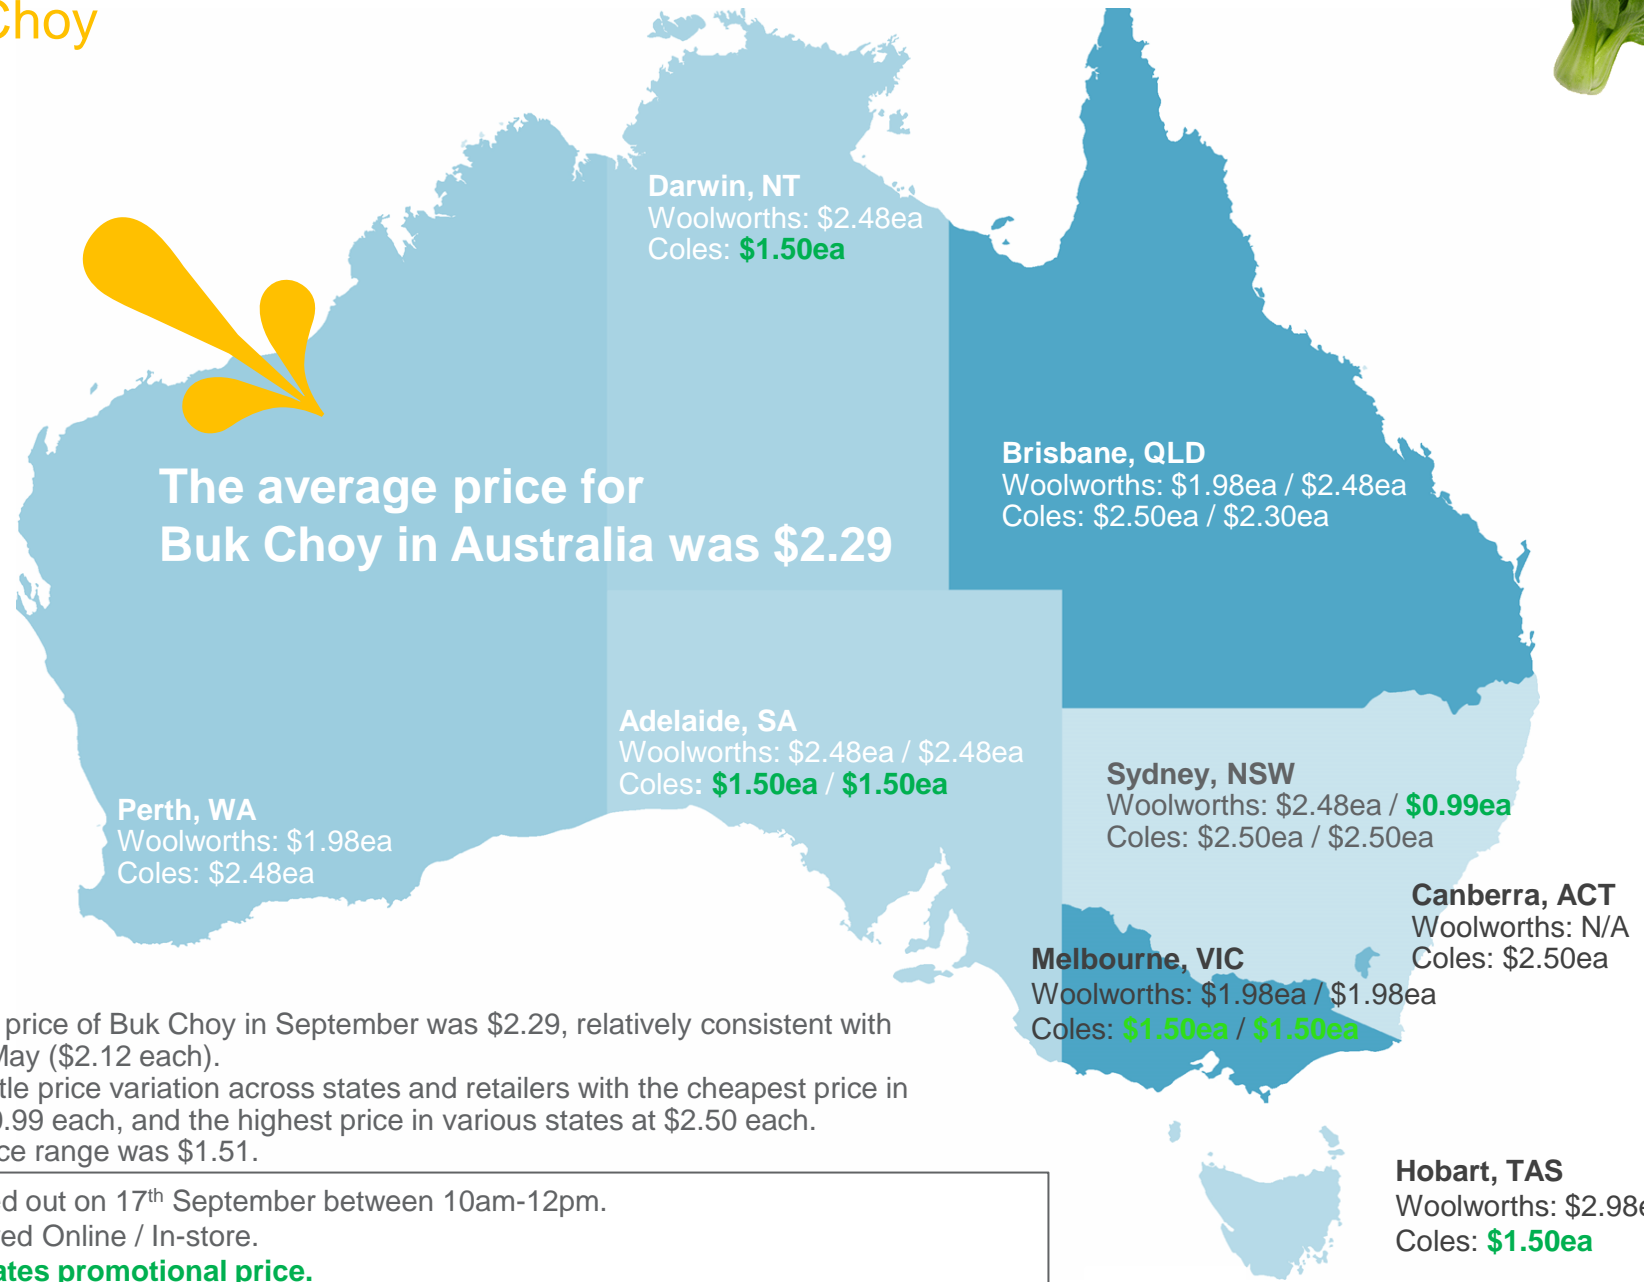 Choy
Darwin, NT
Woolworths: $2.48ea
Coles: $1.50ea
The average price for
Buk Choy in Australia was $2.29
Brisbane, QLD
Woolworths: $1.98ea / $2.48ea
Coles: $2.50ea / $2.30ea
Adelaide, SA
Woolworths: $2.48ea / $2.48ea
Coles: $1.50ea / $1.50ea
Sydney, NSW
Woolworths: $2.48ea / $0.99ea
Coles: $2.50ea / $2.50ea
Perth, WA
Woolworths: $1.98ea
Coles: $2.48ea
Canberra, ACT
Woolworths: N/A
Coles: $2.50ea
Melbourne, VIC
Woolworths: $1.98ea / $1.98ea
Coles: $1.50ea / $1.50ea
price of Buk Choy in September was $2.29, relatively consistent with
May ($2.12 each).
price variation across states and retailers with the cheapest price in
.99 each, and the highest price in various states at $2.50 each.
range was $1.51.
Hobart, TAS
Woolworths: $2.98e
Coles: $1.50ea
out on 17th September between 10am-12pm.
Online / In-store.
promotional price.